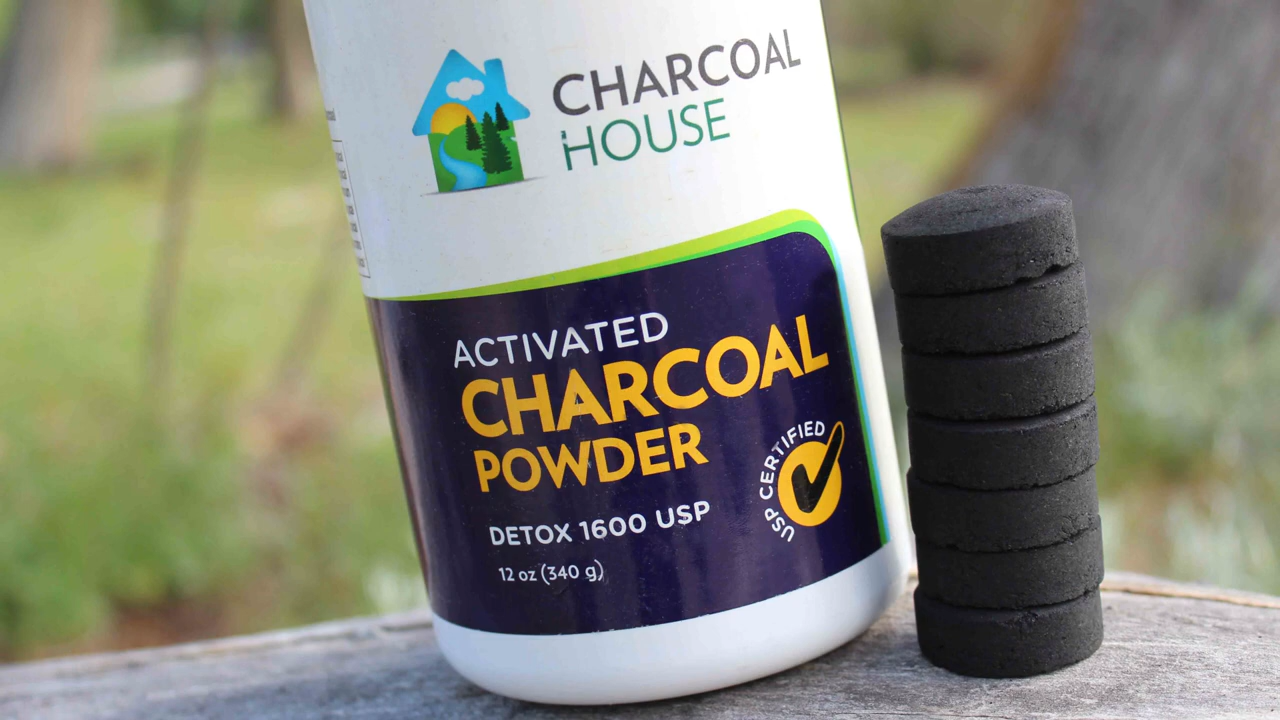 CHARCOAL
HOUSE
ACTIVATED
CHARCOAL
POWDER
DETOX 1600 USP
12 oz (340 g)
USP CERTIFIED